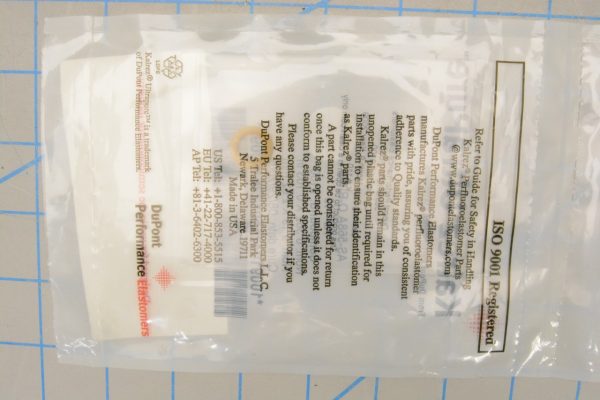 ISO 9001 Registered
Refer to Guide for Safety in Handling
Kalrez® Perfluoroelastomer Parts
@www.dupontelastomers.com
DuPont Performance Elastomers
manufactures Kalrez® perfluoroelastomer
parts with pride, assuring you of consistent
adherence to Quality standards.
Kalrez® parts should remain in this
unopened plastic bag until required for
installation to ensure their identification
as Kalrez® parts.
A part cannot be considered for return
once this bag is opened unless it does not
conform to established specifications.
Please contact your distributor if you
have any questions.
DuPont Performance Elastomers L.L.C.
Tralee Industrial Park
Newark, Delaware 19711
Made in USA
US Tel: +1-800-853-5515
EU Tel: +41-22-717-4000
AP Tel: +81-3-6402-6300
DuPont
Performance Elastomers
Kalrez® Ultrapure™ is a trademark
of DuPont Performance Elastomers.